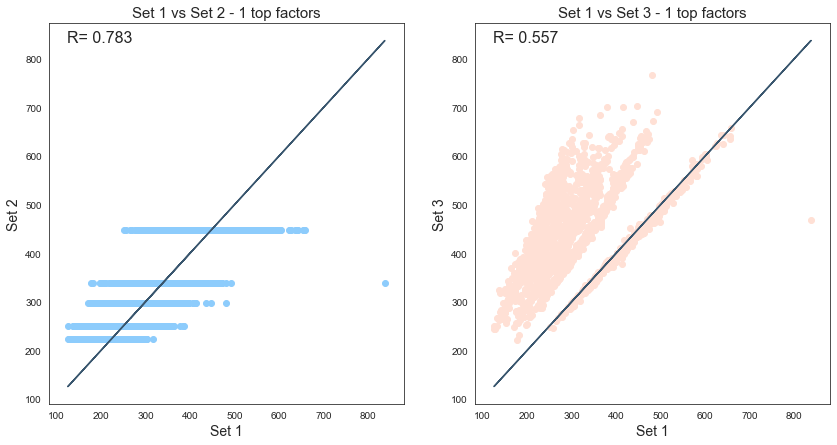 Set 1 vs Set 2 - 1 top factors
R= 0.783
800
700
600
500
400
300
200
100
Set 2
100 200 300 400 500 600 700 800
Set 1
Set 1 vs Set 3 - 1 top factors
R= 0.557
800
700
600
500
400
300
200
100
Set 3
100 200 300 400 500 600 700 800
Set 1